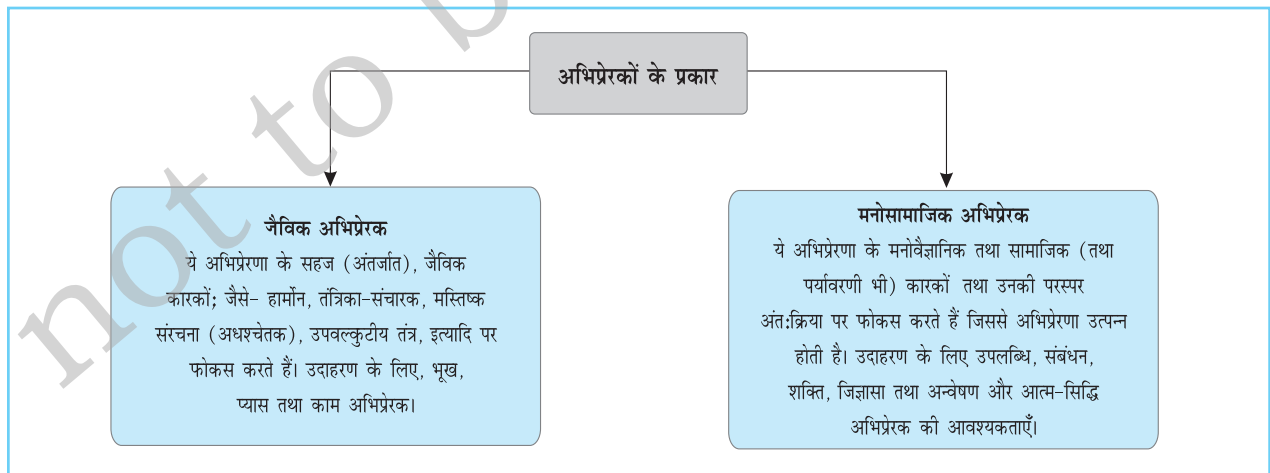 not to b
अभिप्रेरकों के प्रकार
जैविक अभिप्रेरक
ये अभिप्रेरणा के सहज (अंतर्जात), जैविक
कारकों; जैसे- हार्मोन, तंत्रिका-संचारक, मस्तिष्क
संरचना (अधश्चेतक), उपवल्कुटीय तंत्र, इत्यादि पर
फोकस करते हैं। उदाहरण के लिए, भूख,
प्यास तथा काम अभिप्रेरक।
मनोसामाजिक अभिप्रेरक
ये अभिप्रेरणा के मनोवैज्ञानिक तथा सामाजिक (तथा
पर्यावरणी भी) कारकों तथा उनकी परस्पर
अंत:क्रिया पर फोकस करते हैं जिससे अभिप्रेरणा उत्पन्न
होती है। उदाहरण के लिए उपलब्धि, संबंधन,
शक्ति, जिज्ञासा तथा अन्वेषण और आत्म-सिद्धि
अभिप्रेरक की आवश्यकताएँ।